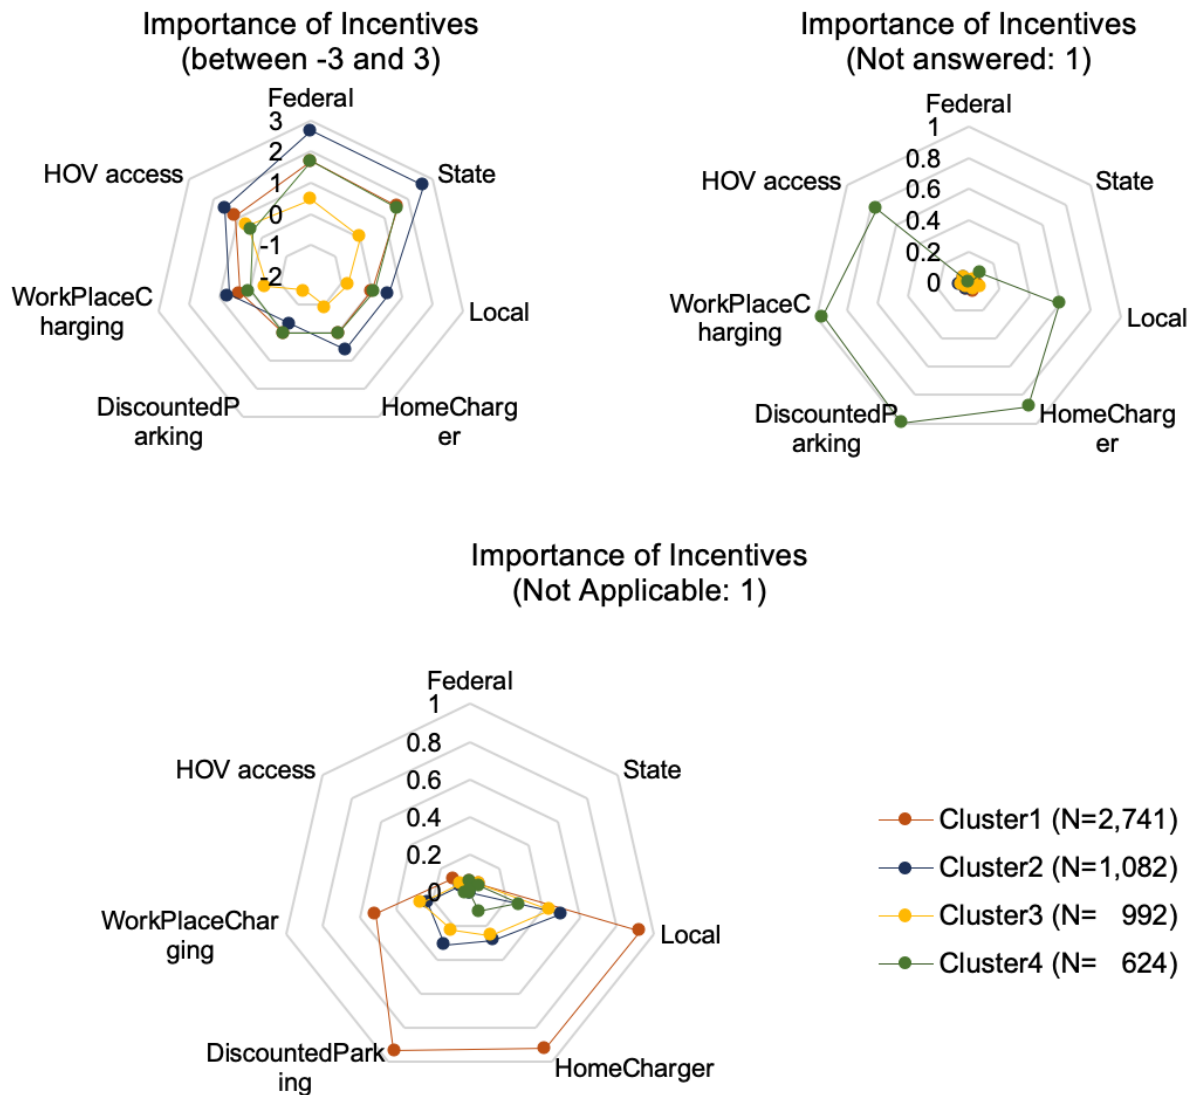 Importance of Incentives
(between -3 and 3)
Federal
3
2
1
0
-1
-2
State
Local
HomeCharg
er
DiscountedP
arking
WorkPlaceC
harging
HOV access
Importance of Incentives
(Not answered: 1)
Federal
1
0.8
0.6
0.4
0.2
0
State
Local
HomeCharg
er
DiscountedP
arking
WorkPlaceC
harging
HOV access
Importance of Incentives
(Not Applicable: 1)
Federal
1
0.8
0.6
0.4
0.2
0
State
Local
HomeCharger
DiscountedPark
ing
WorkPlaceChar
ging
HOV access
Cluster1 (N=2,741)
Cluster2 (N=1,082)
Cluster3 (N= 992)
Cluster4 (N= 624)